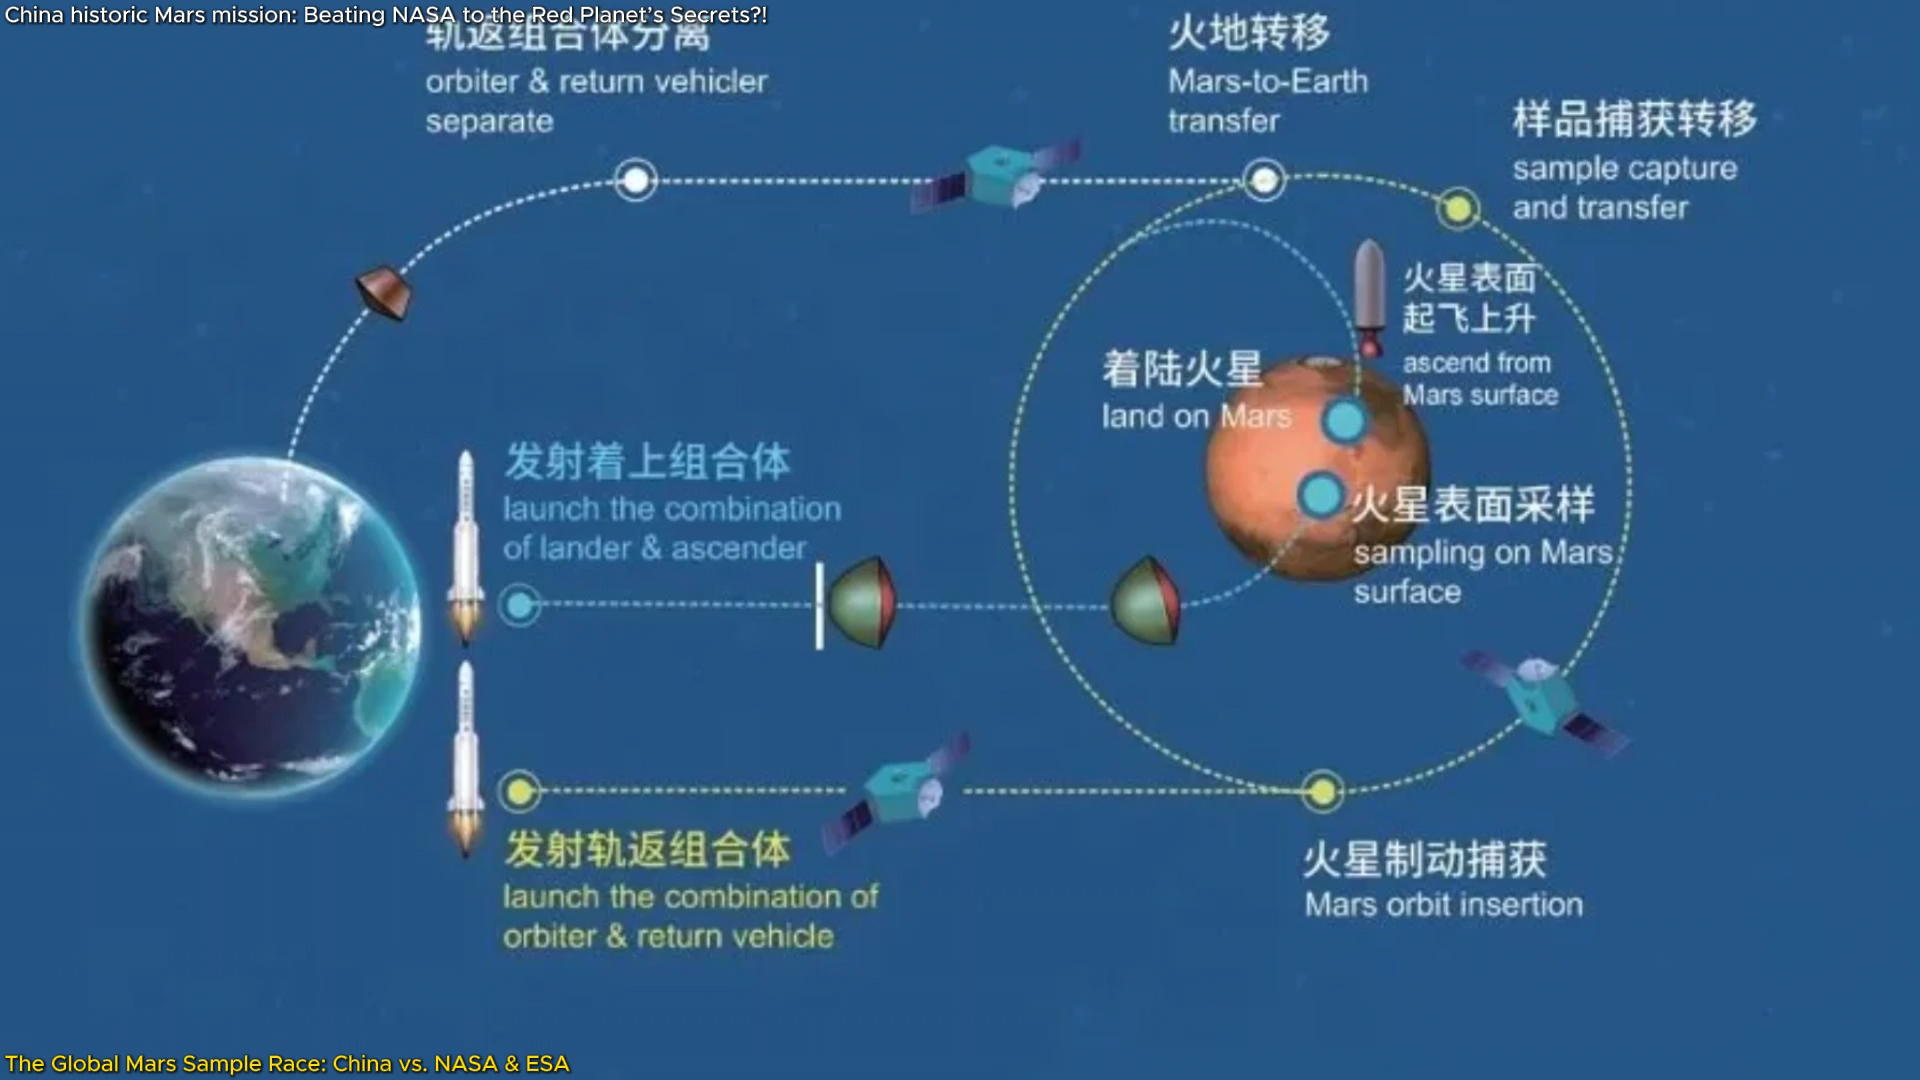 China historic Mars mission: Beating NASA to the Red Planet's Secrets?!
轨返组合体分离
orbiter & return vehicler
separate
火地转移
Mars-to-Earth
transfer
样品捕获转移
sample capture
and transfer
火星表面
起飞上升
ascend from
Mars surface
着陆火星
land on Mars
发射着上组合体
launch the combination
of lander & ascender
火星表面采样
sampling on Mars
surface
发射轨返组合体
launch the combination of
orbiter & return vehicle
火星制动捕获
Mars orbit insertion
The Global Mars Sample Race: China vs. NASA & ESA